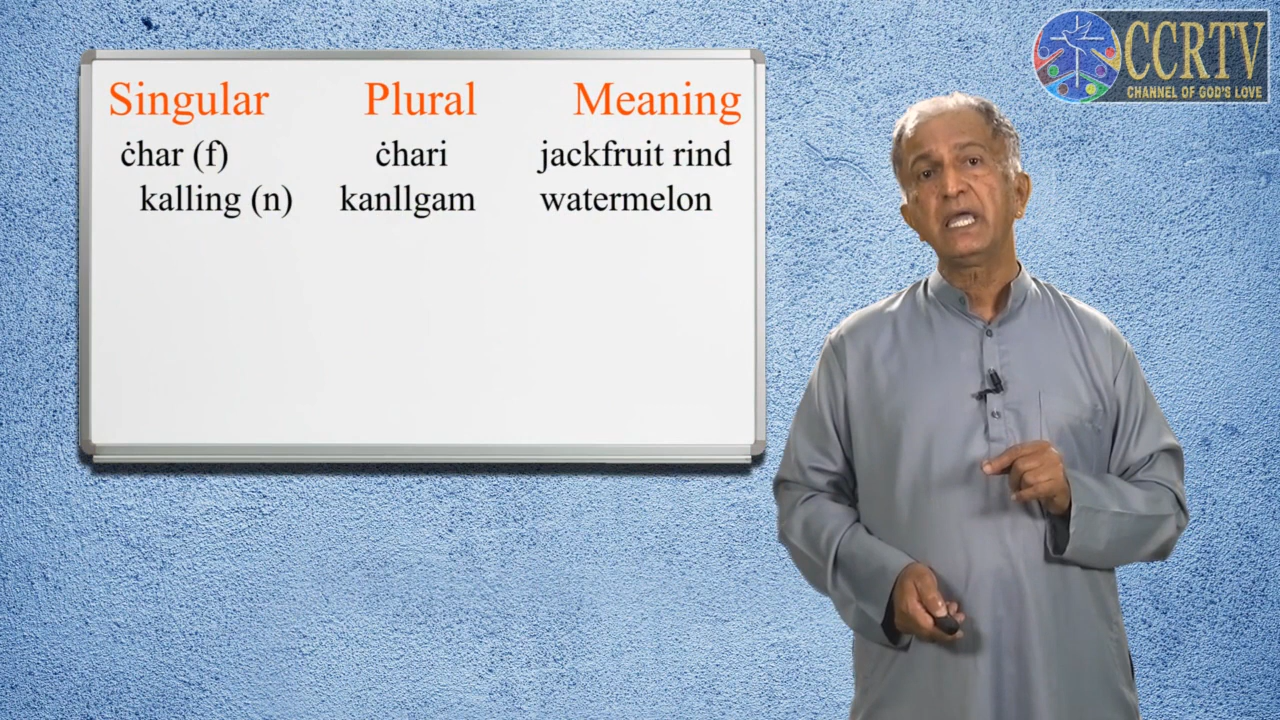 Singular Plural Meaning
ċhar (f) ċhari jackfruit rind
kalling (n) kanllgam watermelon
CCRTV
CHANNEL OF GOD'S LOVE